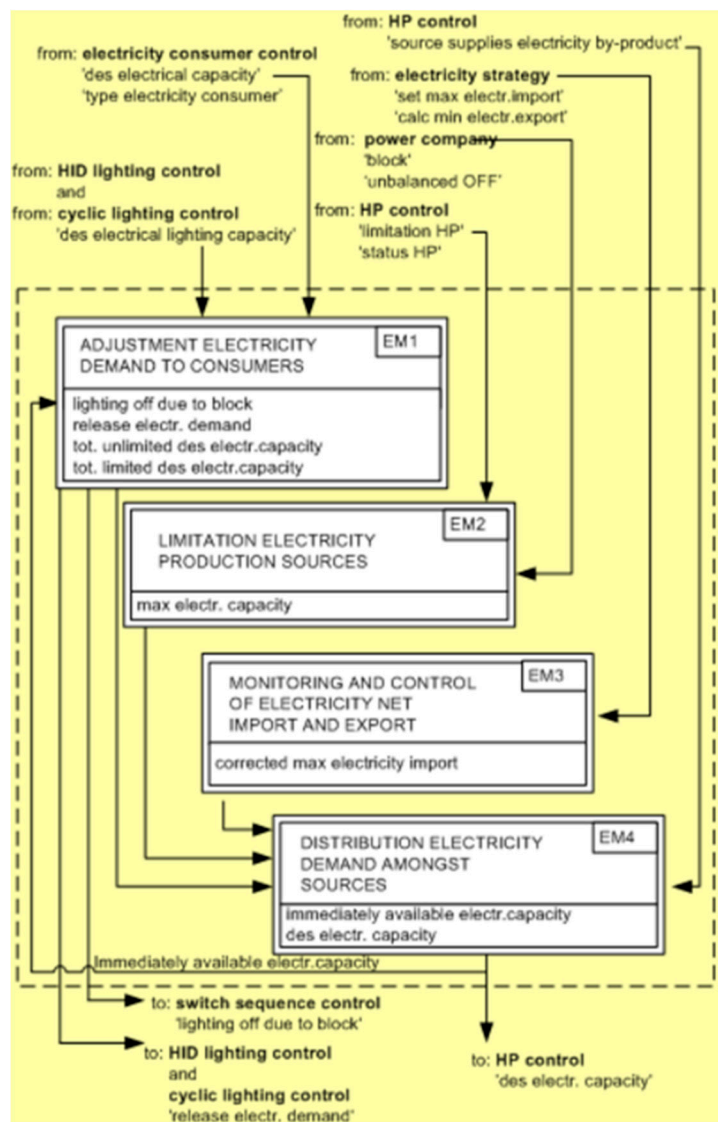 from: HP control
'source supplies electricity by-product'
from: electricity consumer control
'des electrical capacity'
'type electricity consumer'
from: electricity strategy
'set max electr.import'
'calc min electr.export'
from: power company
'block'
'unbalanced OFF'
from: HID lighting control
and
from: cyclic lighting control
'des electrical lighting capacity'
from: HP control
'limitation HP'
'status HP'
EM1
ADJUSTMENT ELECTRICITY
DEMAND TO CONSUMERS
lighting off due to block
release electr. demand
tot. unlimited des electr.capacity
tot. limited des electr.capacity
EM2
LIMITATION ELECTRICITY
PRODUCTION SOURCES
max electr. capacity
EM3
MONITORING AND CONTROL
OF ELECTRICITY NET
IMPORT AND EXPORT
corrected max electricity import
EM4
DISTRIBUTION ELECTRICITY
DEMAND AMONGST
SOURCES
immediately available electr.capacity
des electr. capacity
Immediately available electr.capacity
to: switch sequence control
'lighting off due to block'
to: HID lighting control
and
cyclic lighting control
'release electr. demand'
to: HP control
'des electr. capacity'